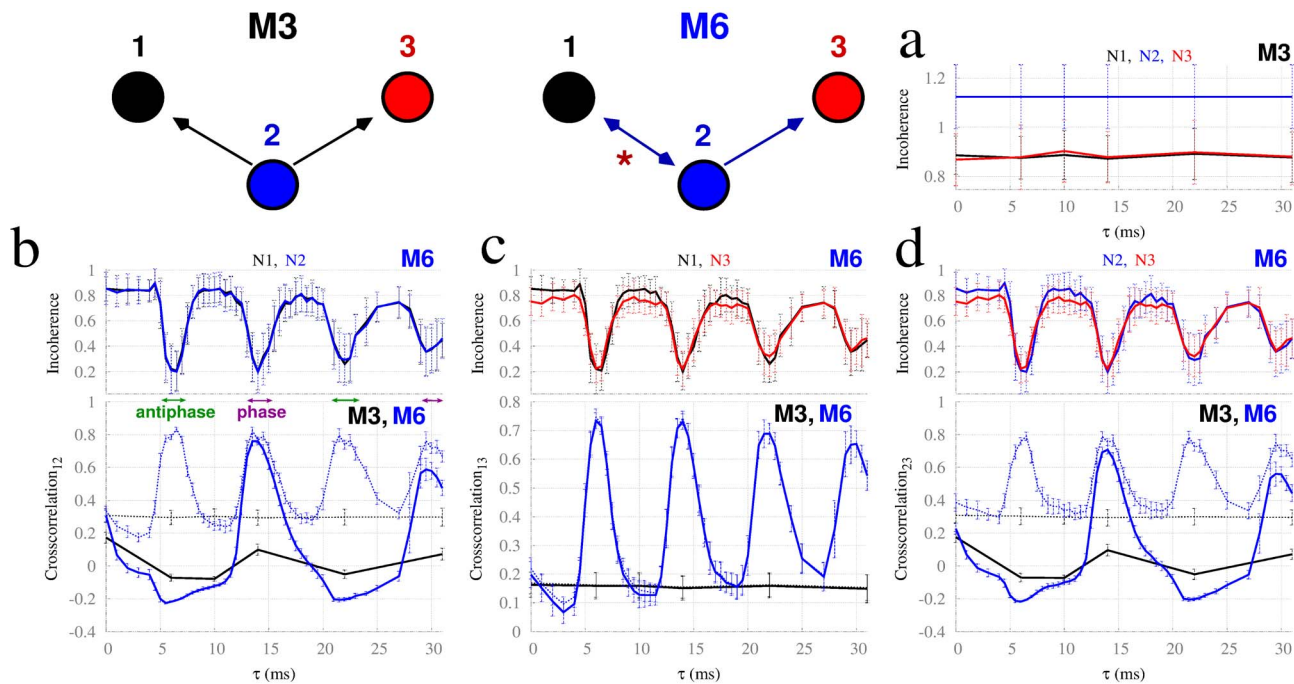 M3
1
3
2
M6
1
3
2
*
a
M3
N1, N2, N3
Incoherence
1.2
1
0.8
0 5 10 15 20 25 30
τ (ms)
b
N1, N2
M6
Incoherence
1
0.8
0.6
0.4
0.2
antiphase
phase
M3, M6
Crosscorrelation12
1
0.8
0.6
0.4
0.2
0
-0.2
-0.4
0 5 10 15 20 25 30
τ (ms)
c
N1, N3
M6
Incoherence
1
0.8
0.6
0.4
0.2
M3, M6
Crosscorrelation13
0.8
0.7
0.6
0.5
0.4
0.3
0.2
0.1
0
0 5 10 15 20 25 30
τ (ms)
d
N2, N3
M6
Incoherence
1
0.8
0.6
0.4
0.2
M3, M6
Crosscorrelation23
1
0.8
0.6
0.4
0.2
0
-0.2
-0.4
0 5 10 15 20 25 30
τ (ms)